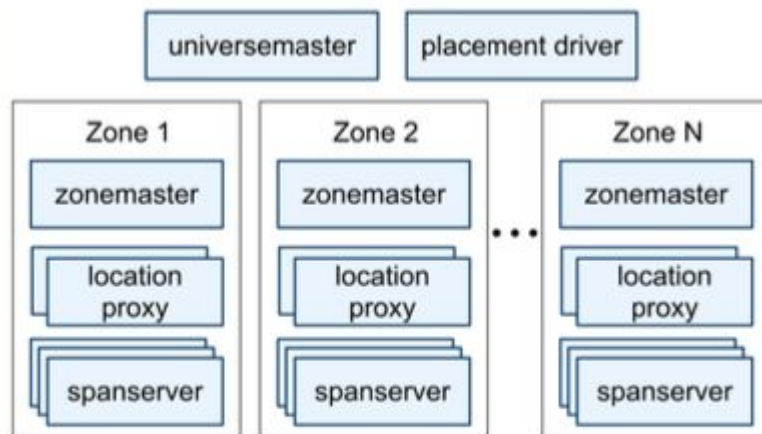 universemaster
placement driver
Zone 1
zonemaster
location
proxy
spanserver
Zone 2
zonemaster
location
proxy
spanserver
...
Zone N
zonemaster
location
proxy
spanserver